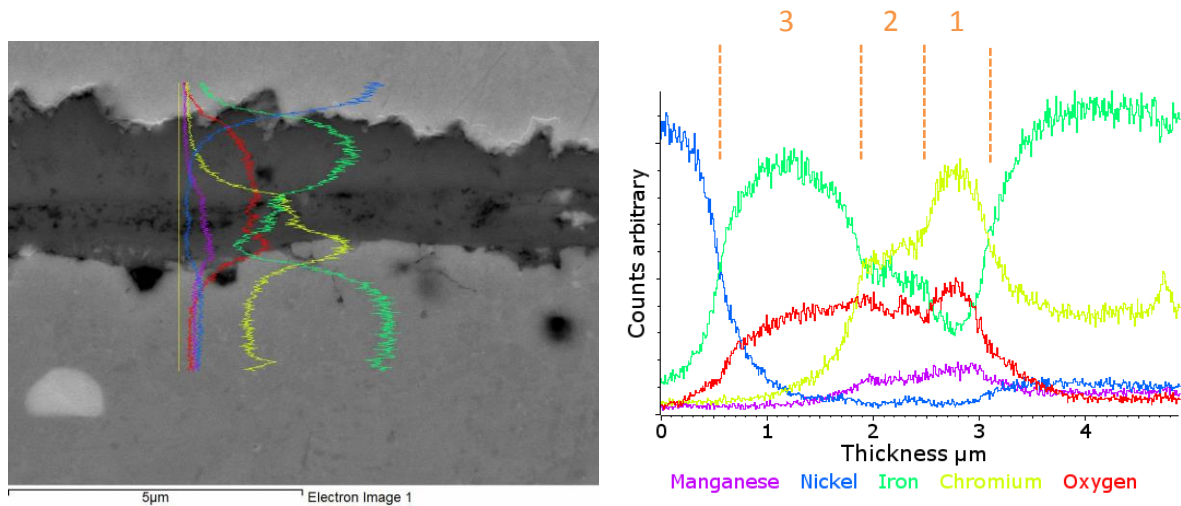 3 2 1
Counts arbitrary
0 1 2 3 4
Thickness µm
Manganese Nickel Iron Chromium Oxygen
5µm Electron Image 1